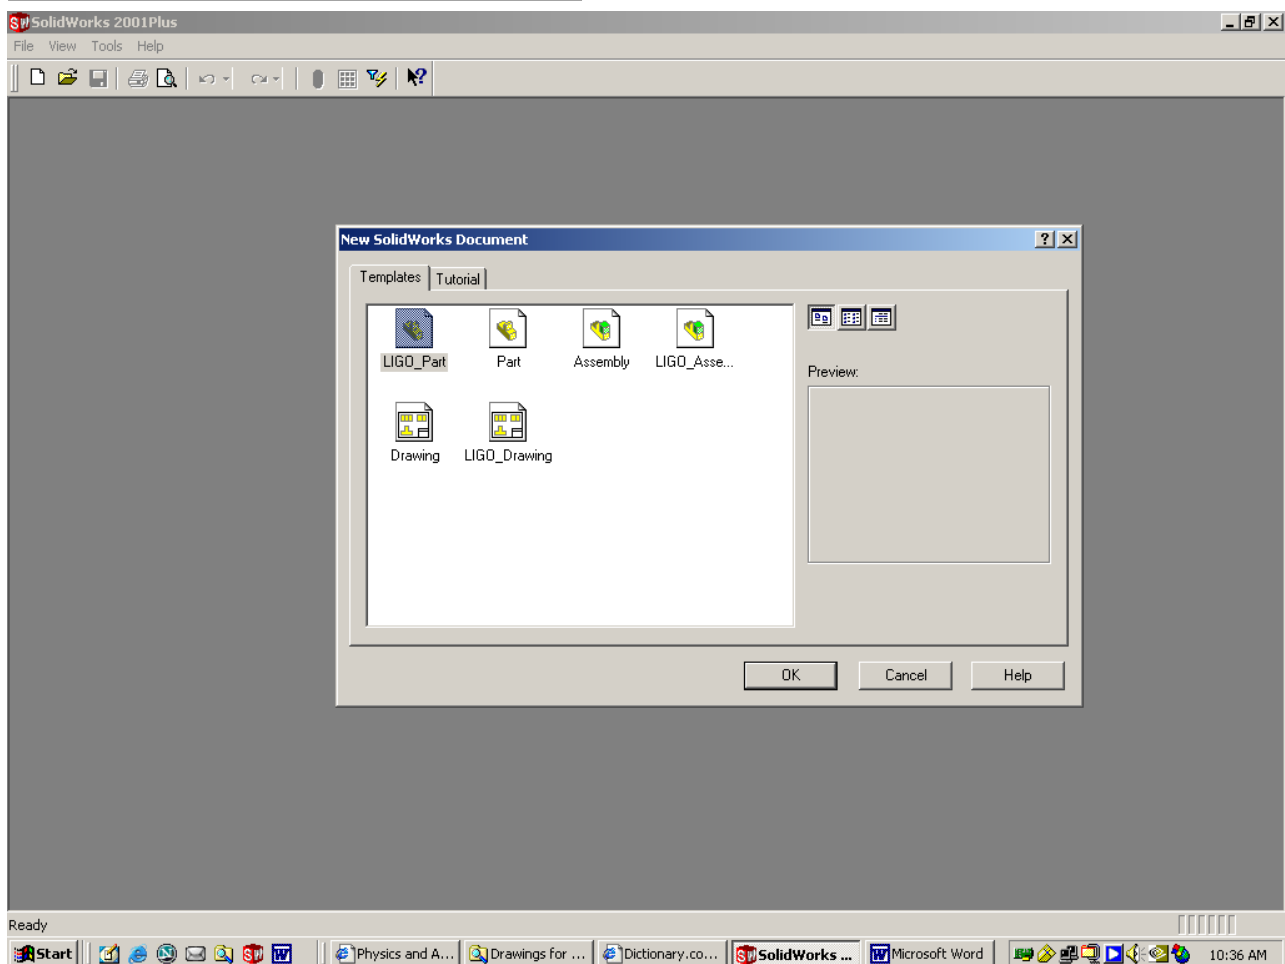 SolidWorks 2001Plus
File View Tools Help
New SolidWorks Document
Templates Tutorial
LIGO_Part Part Assembly LIGO_Asse...
Preview:
Drawing LIGO_Drawing
OK Cancel Help
Ready
Start Physics and A... Drawings for ... Dictionary.co... SolidWorks ... Microsoft Word 10:36 AM